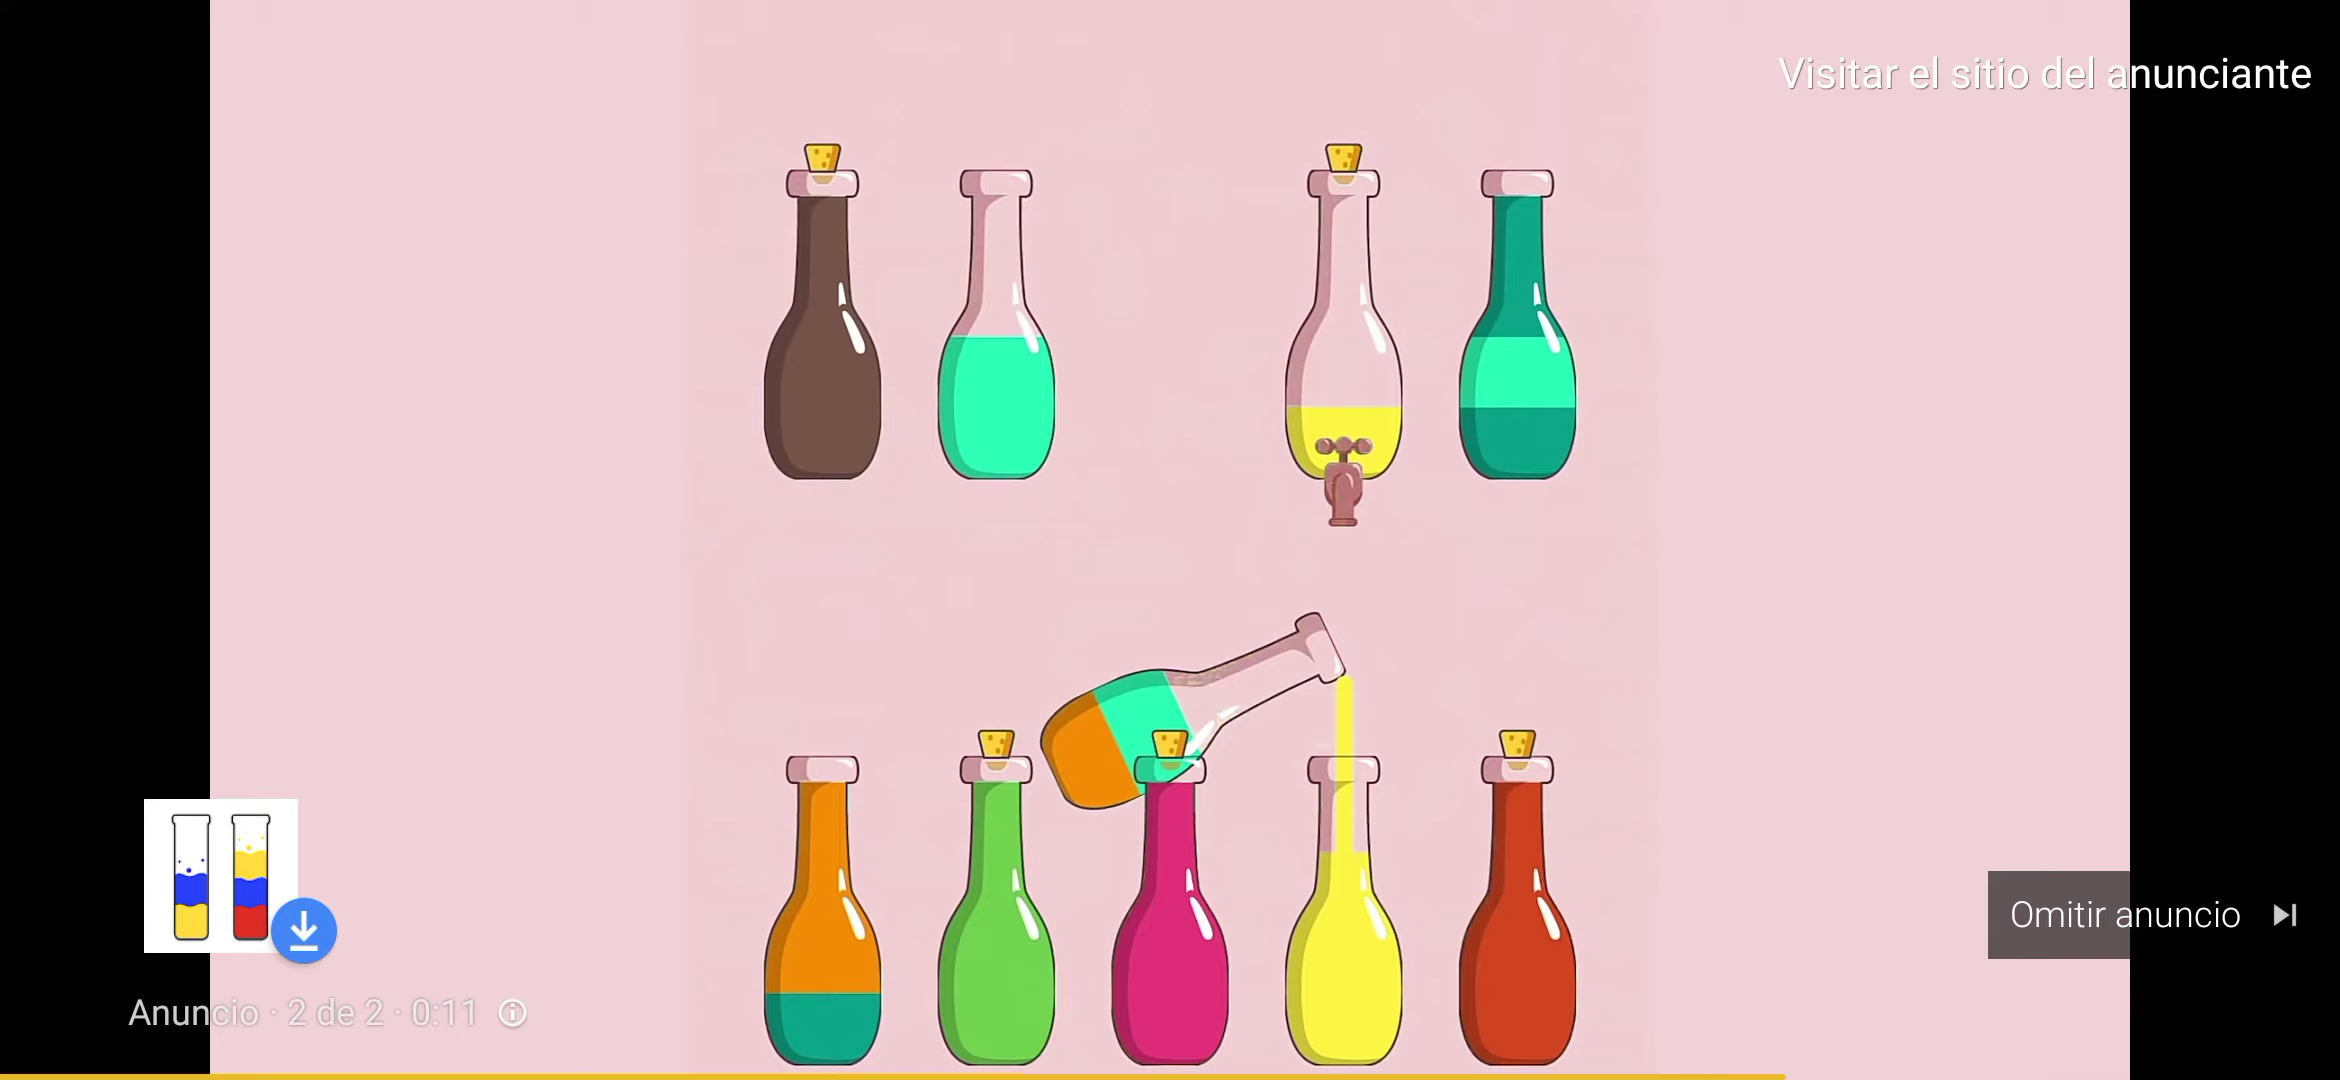 Visitar el sitio del anunciante
Omitir anuncio
Anuncio · 2 de 2 · 0:11